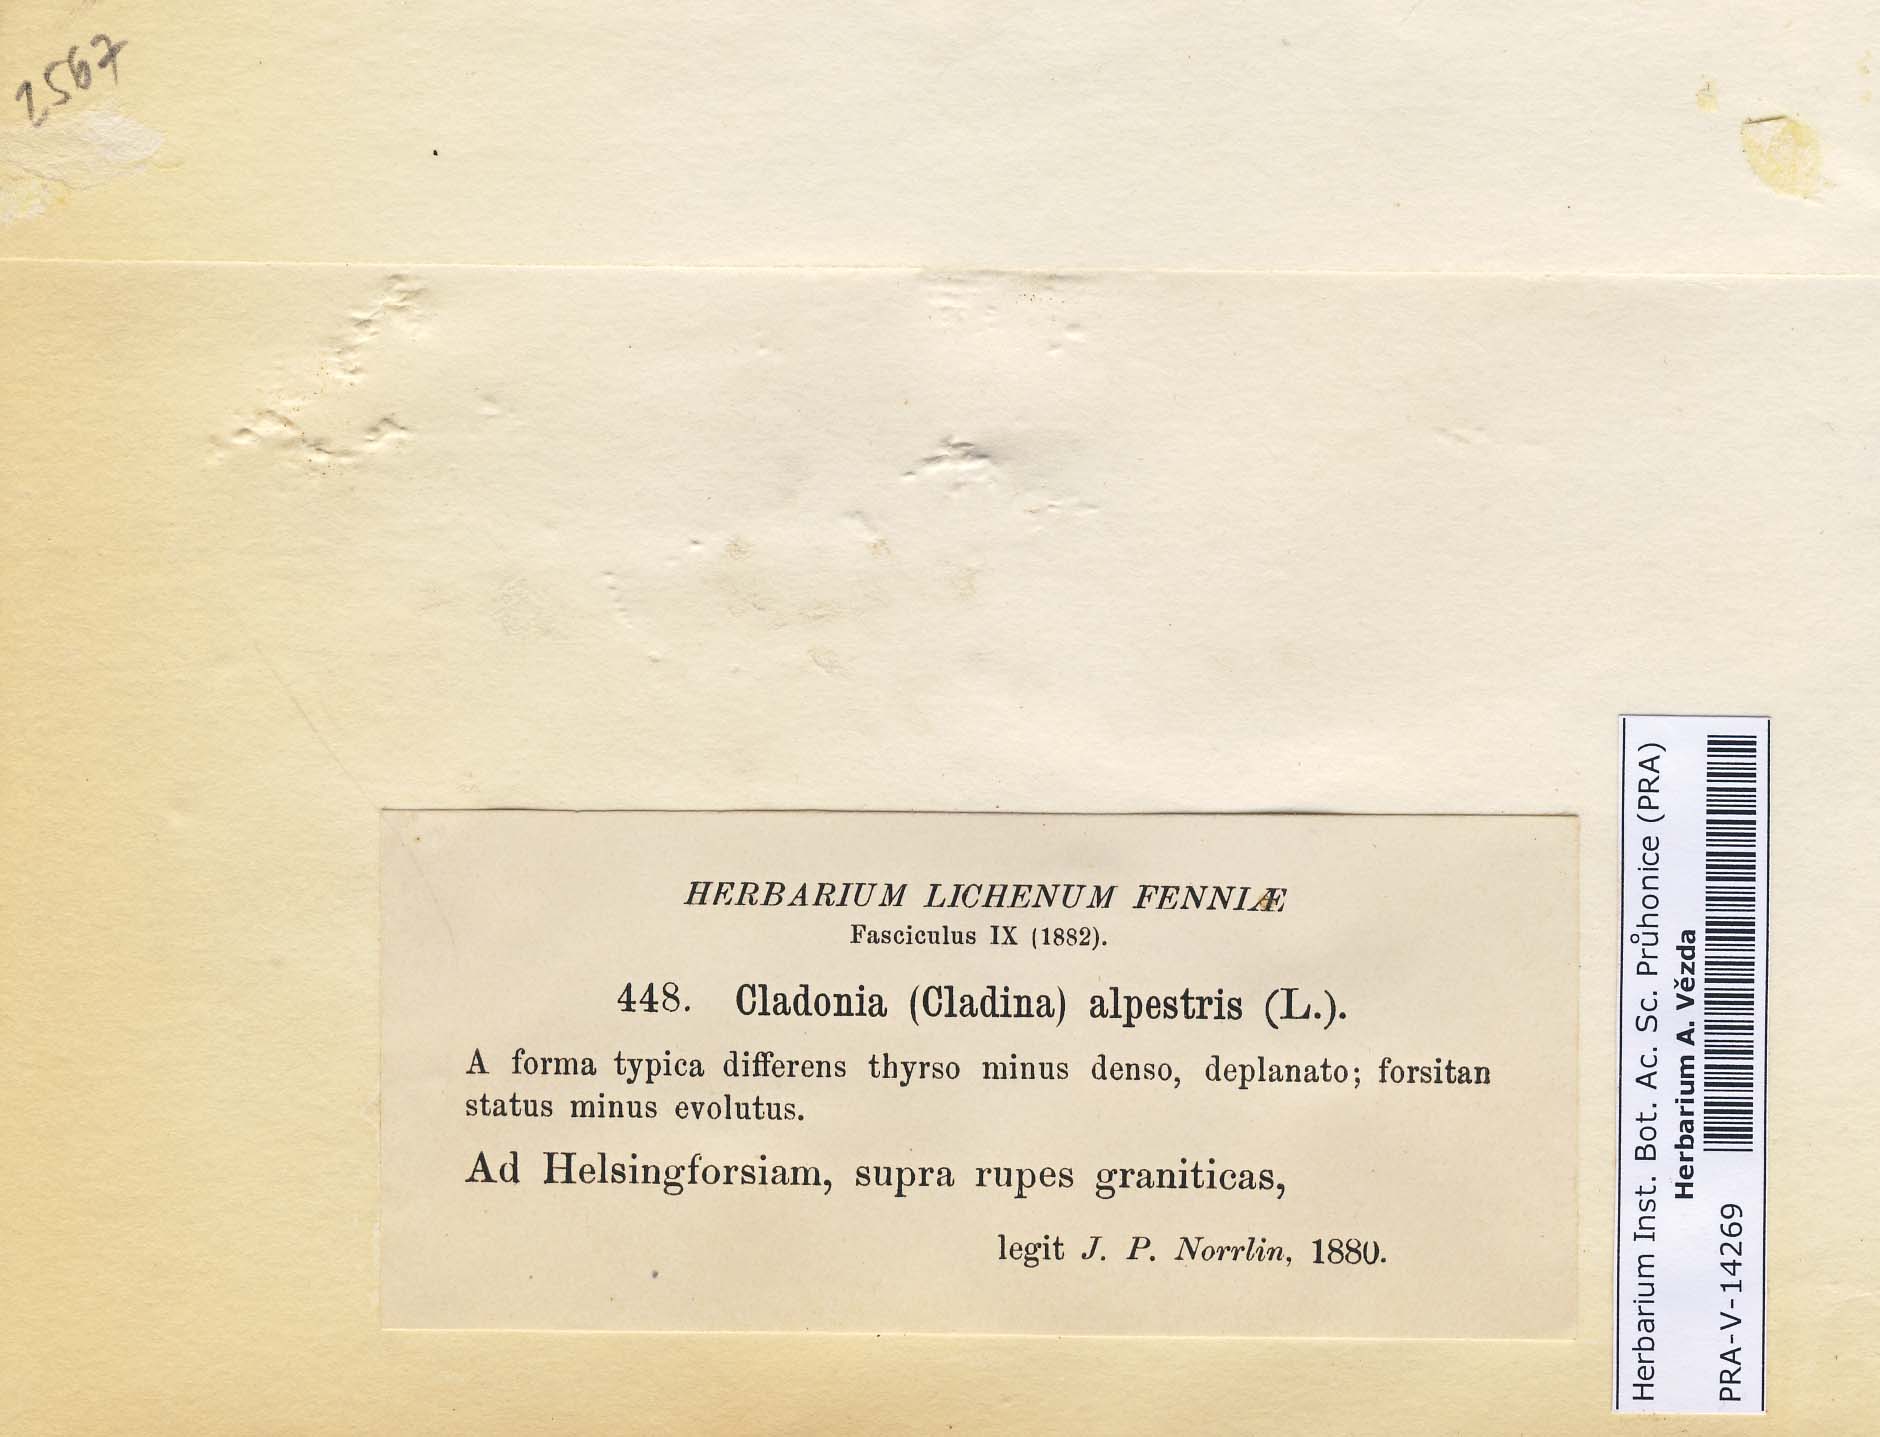 2567
HERBARIUM LICHENUM FENNIÆ
Fasciculus IX (1882).
448. Cladonia (Cladina) alpestris (L.).
A forma typica differens thyrso minus denso, deplanato; forsitan
status minus evolutus.
Ad Helsingforsiam, supra rupes graniticas,
legit J. P. Norrlin, 1880.
Herbarium Inst. Bot. Ac. Sc. Průhonice (PRA)
Herbarium A. Vězda
PRA-V-14269